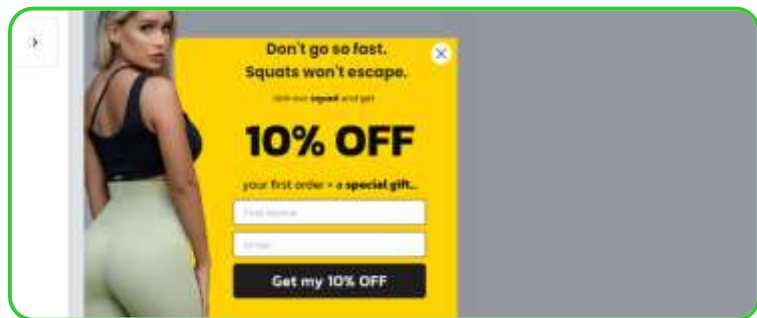 Don't go so fast.
Squats won't escape.
Join our squad and get
10% OFF
your first order + a special gift...
First Name
Email
Get my 10% OFF